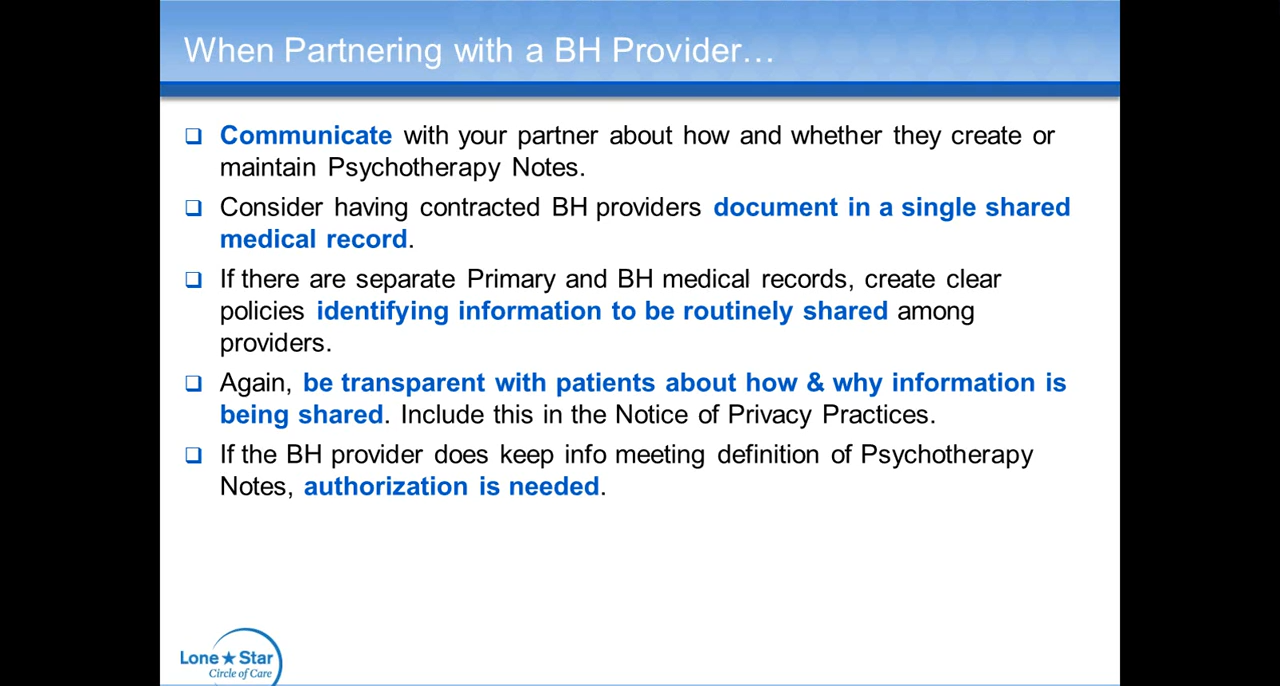 When Partnering with a BH Provider…
❑ Communicate with your partner about how and whether they create or
maintain Psychotherapy Notes.
❑ Consider having contracted BH providers document in a single shared
medical record.
❑ If there are separate Primary and BH medical records, create clear
policies identifying information to be routinely shared among
providers.
❑ Again, be transparent with patients about how & why information is
being shared. Include this in the Notice of Privacy Practices.
❑ If the BH provider does keep info meeting definition of Psychotherapy
Notes, authorization is needed.
Lone★Star
Circle of Care